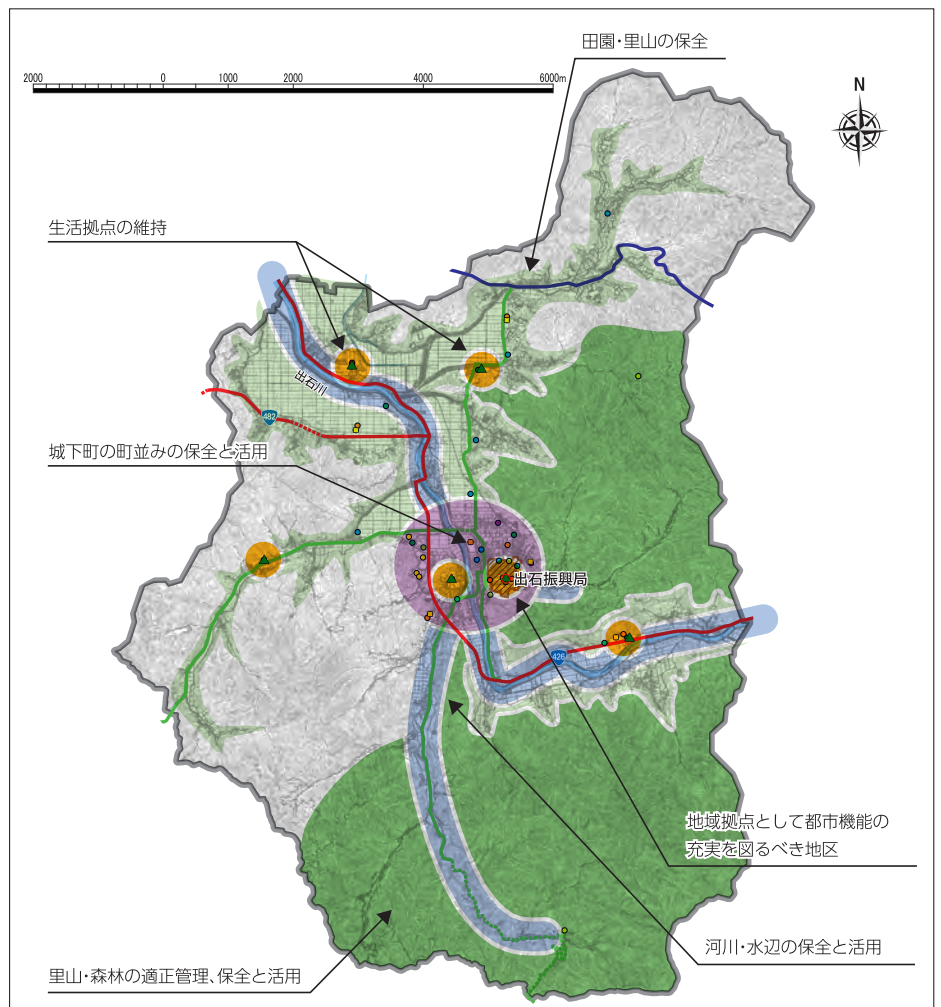 田園・里山の保全
2000 0 1000 2000 4000 6000m
N
生活拠点の維持
出石川
482
城下町の町並みの保全と活用
出石振興局
426
地域拠点として都市機能の
充実を図るべき地区
河川・水辺の保全と活用
里山・森林の適正管理、保全と活用